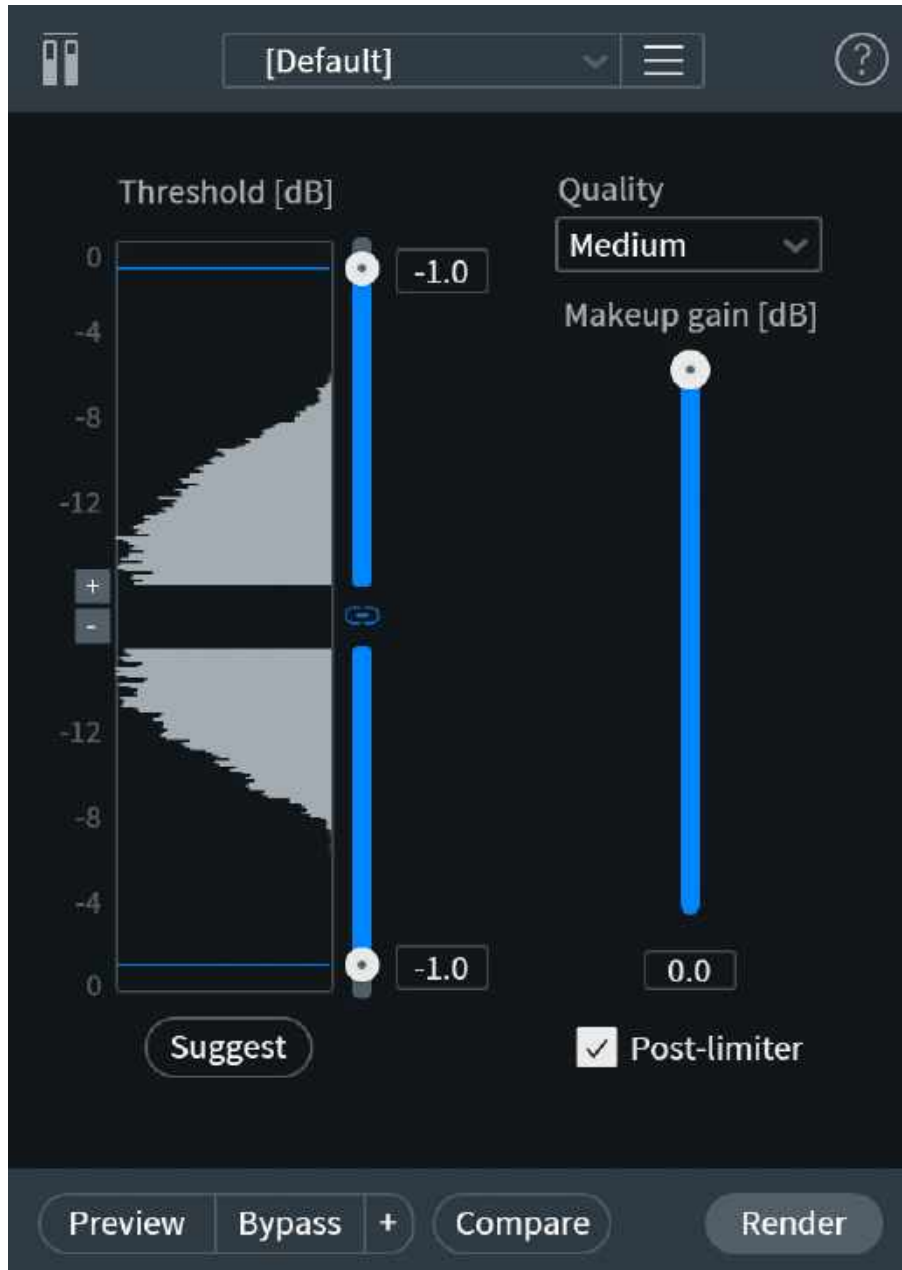 [Default]
?
Threshold [dB]
Quality
0
-1.0
Medium
-4
Makeup gain [dB]
-8
-12
+
-
-12
-8
-4
0
-1.0
0.0
Suggest
Post-limiter
Preview Bypass + Compare Render